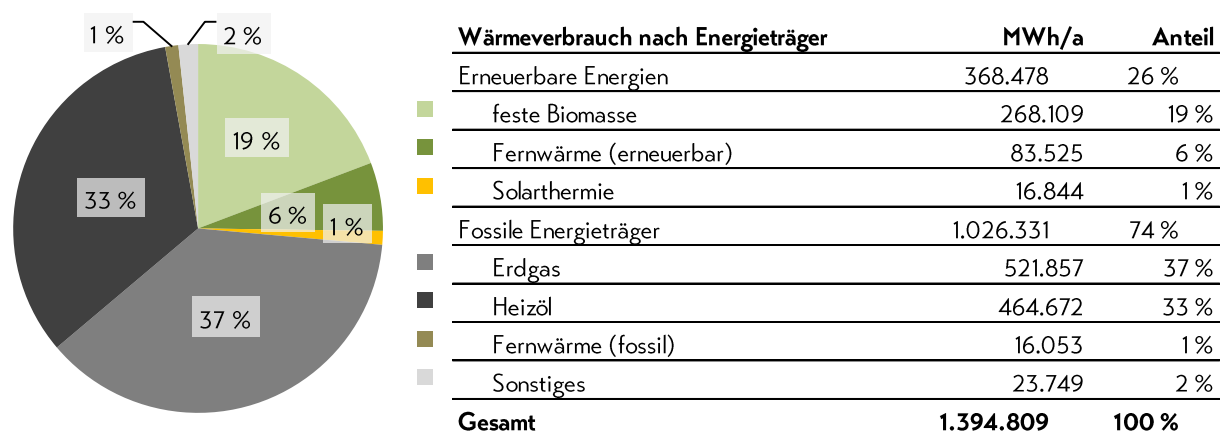 1 %
2 %
19 %
6 %
1 %
33 %
37 %
Wärmeverbrauch nach Energieträger MWh/a Anteil
Erneuerbare Energien 368.478 26 %
feste Biomasse 268.109 19 %
Fernwärme (erneuerbar) 83.525 6 %
Solarthermie 16.844 1 %
Fossile Energieträger 1.026.331 74 %
Erdgas 521.857 37 %
Heizöl 464.672 33 %
Fernwärme (fossil) 16.053 1 %
Sonstiges 23.749 2 %
Gesamt 1.394.809 100 %